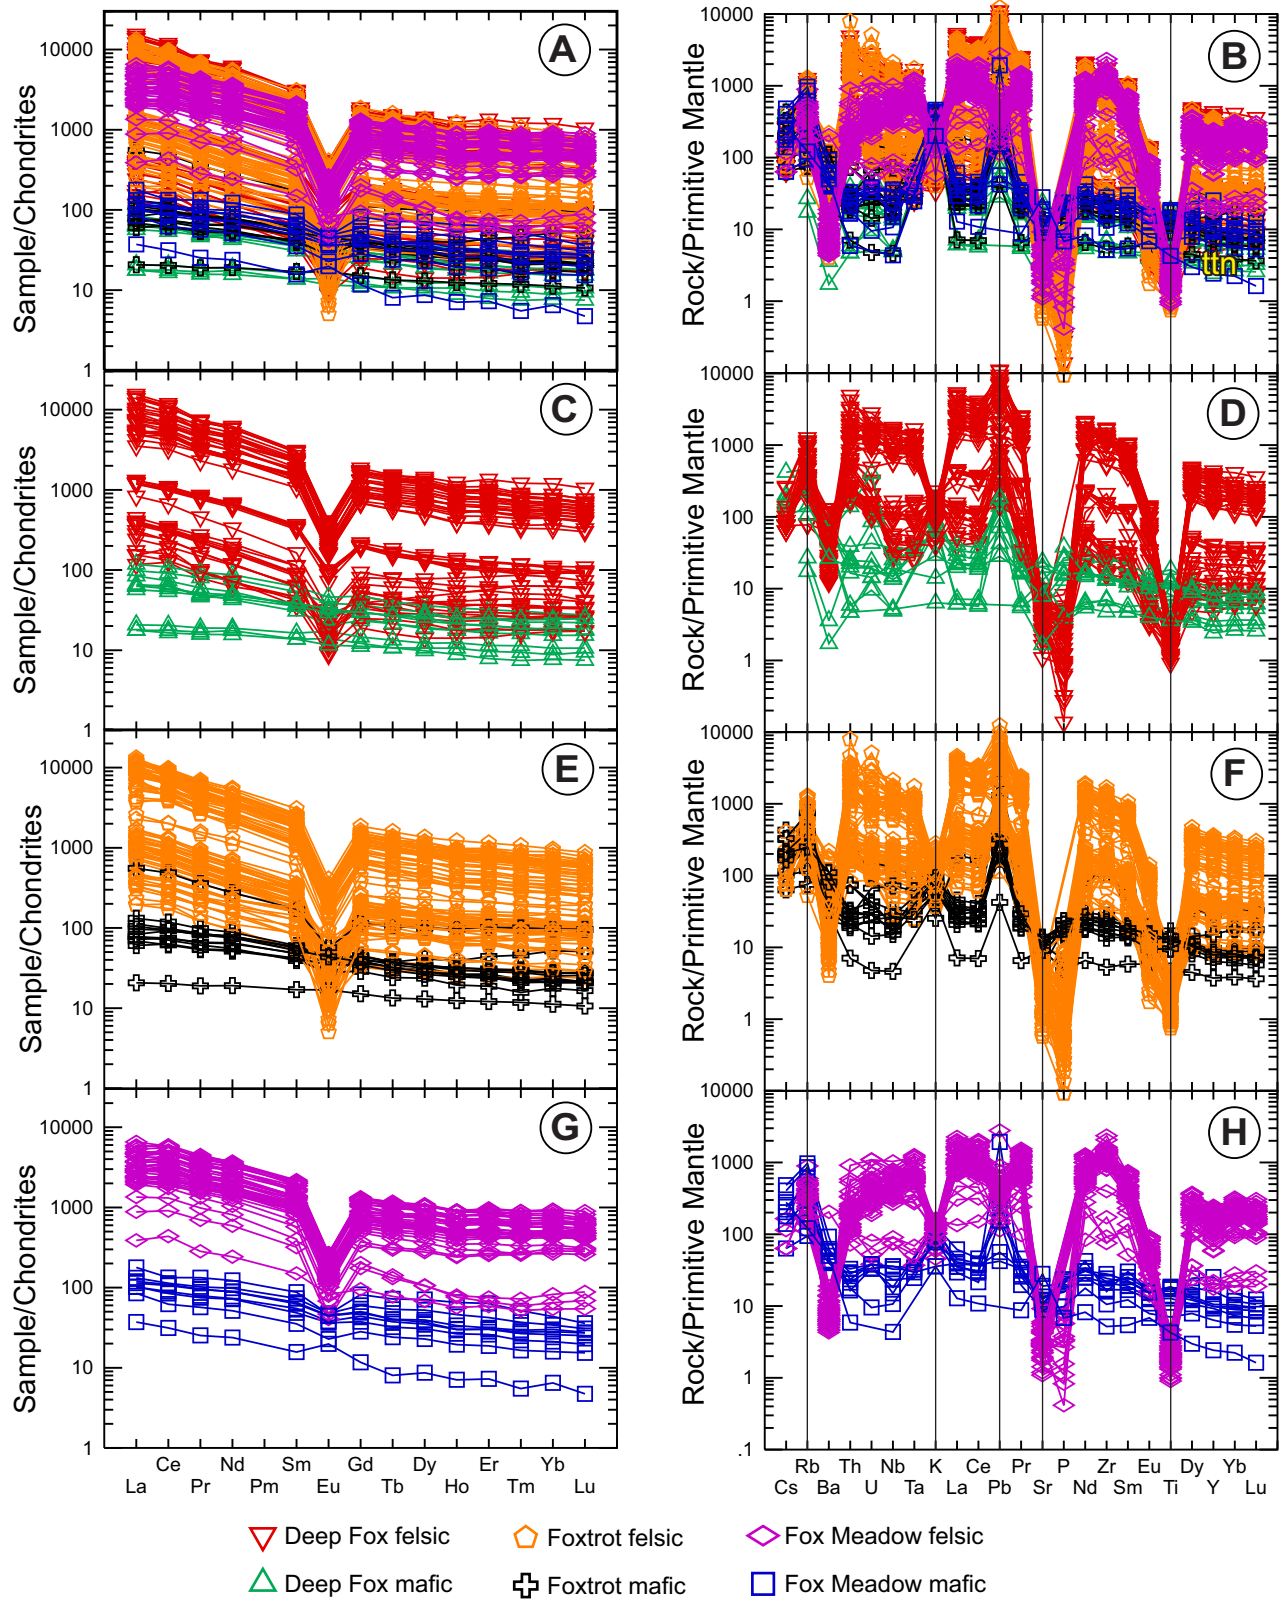 A
B
10000
1000
100
10
1
Sample/Chondrites
10000
1000
100
10
1
Rock/Primitive Mantle
ttn
C
D
10000
1000
100
10
1
Sample/Chondrites
10000
1000
100
10
1
Rock/Primitive Mantle
E
F
10000
1000
100
10
1
Sample/Chondrites
10000
1000
100
10
1
Rock/Primitive Mantle
G
H
10000
1000
100
10
1
Sample/Chondrites
10000
1000
100
10
1
.1
Rock/Primitive Mantle
La Ce Pr Nd Pm Sm Eu Gd Tb Dy Ho Er Tm Yb Lu
Cs Rb Ba Th U Nb Ta K La Ce Pb Pr Sr P Nd Zr Sm Eu Ti Dy Y Yb Lu
Deep Fox felsic
Foxtrot felsic
Fox Meadow felsic
Deep Fox mafic
Foxtrot mafic
Fox Meadow mafic